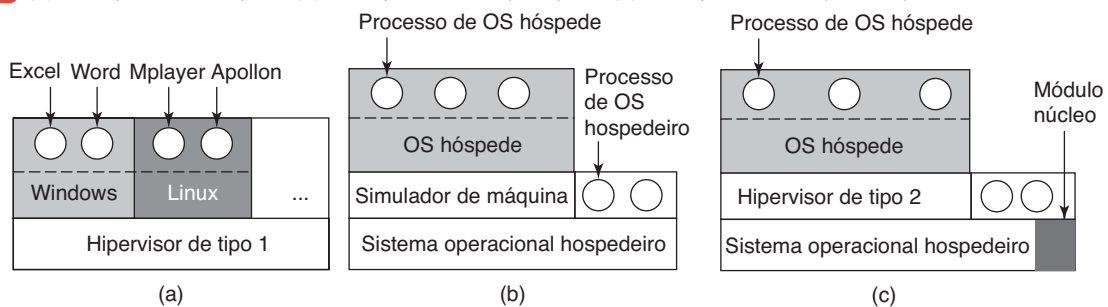 Excel Word Mplayer Apollon
Windows
Linux
...
Hipervisor de tipo 1
(a)
Processo de OS hóspede
Processo
de OS
hospedeiro
OS hóspede
Simulador de máquina
Sistema operacional hospedeiro
(b)
Processo de OS hóspede
Módulo
núcleo
OS hóspede
Hipervisor de tipo 2
Sistema operacional hospedeiro
(c)